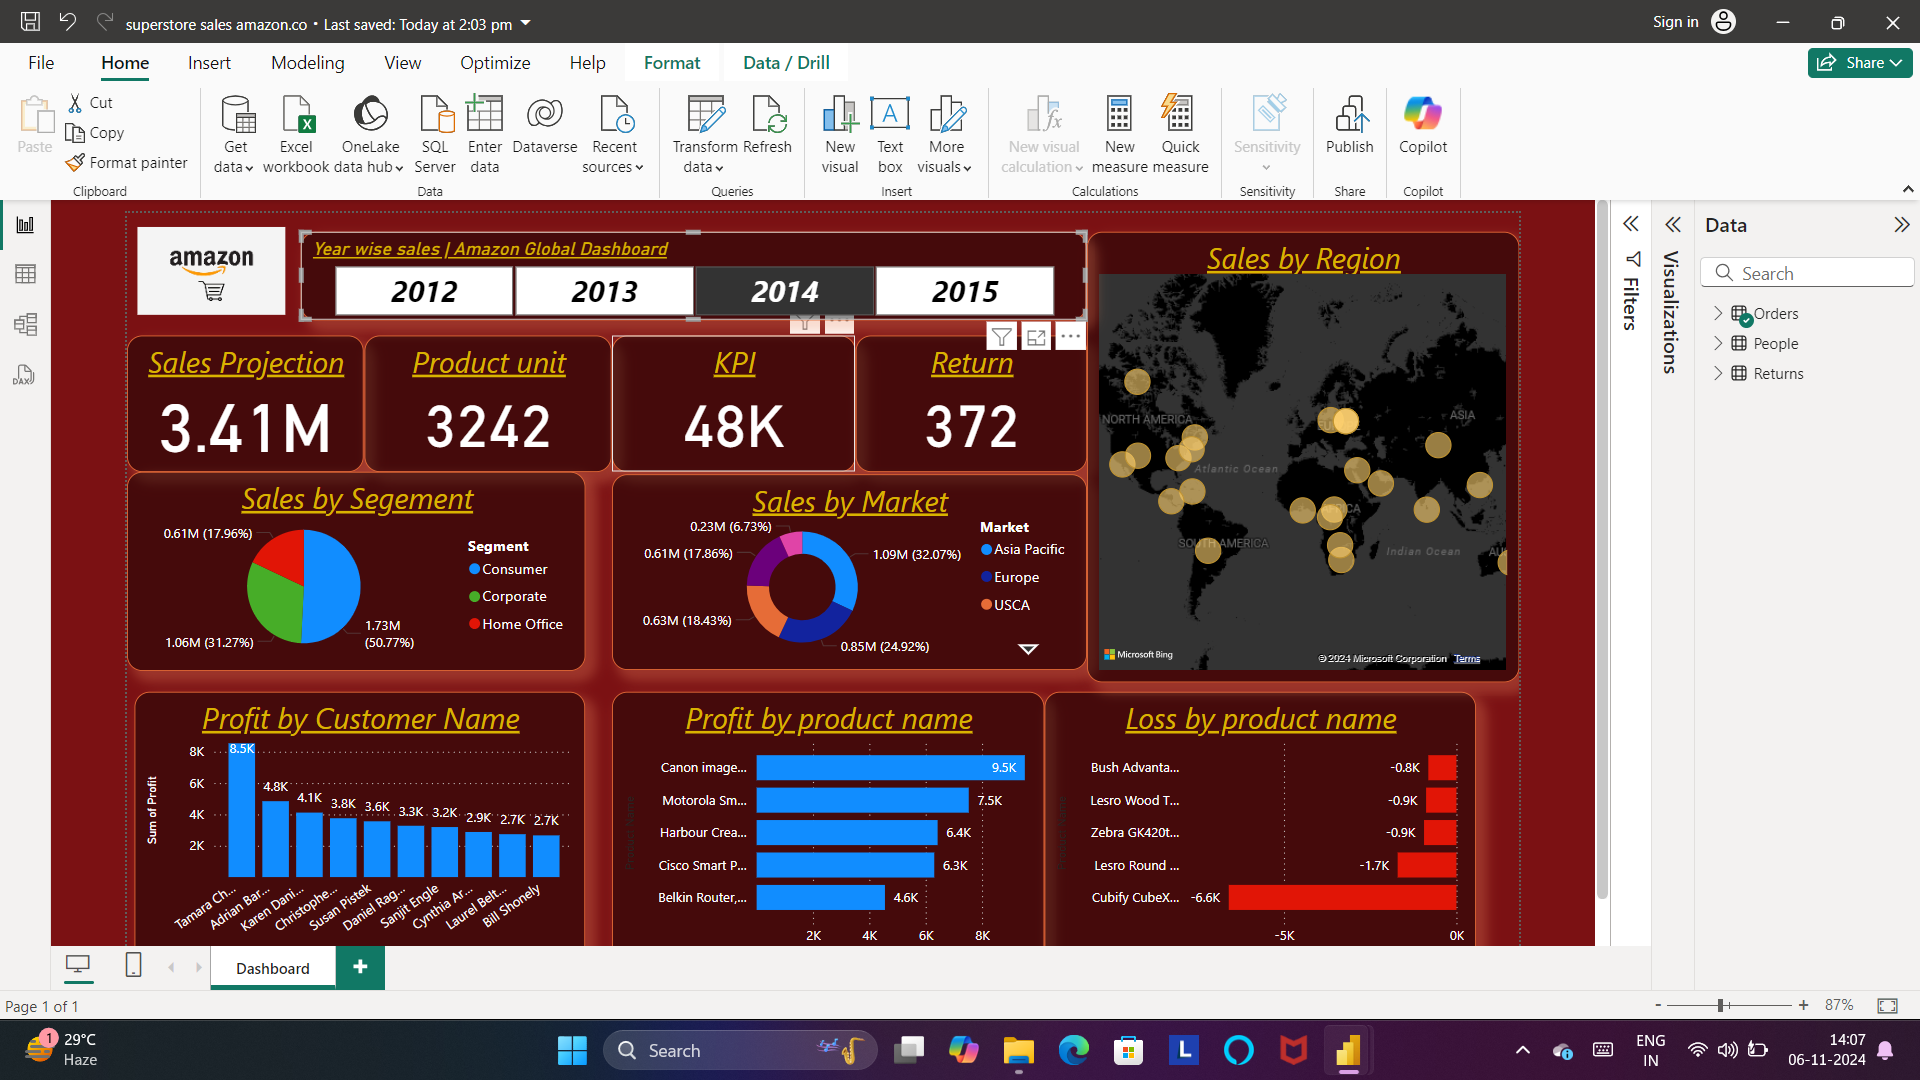 superstore sales amazon.co • Last saved: Today at 2:03 pm
Sign in
File Home Insert Modeling View Optimize Help Format Data / Drill
Share
Paste
Cut
Copy
Format painter
Clipboard
Get data
Excel workbook
OneLake data hub
SQL Server
Enter data
Dataverse
Recent sources
Data
Transform data
Refresh
Queries
New visual
Text box
More visuals
Insert
New visual calculation
New measure
Quick measure
Calculations
Sensitivity
Sensitivity
Publish
Share
Copilot
Copilot
amazon
Year wise sales | Amazon Global Dashboard
2012 2013 2014 2015
Sales Projection
3.41M
Product unit
3242
KPI
48K
Return
372
Sales by Region
NORTH AMERICA
ASIA
Atlantic Ocean
SOUTH AMERICA
Indian Ocean
AU
Microsoft Bing
© 2024 Microsoft Corporation Terms
Sales by Segement
0.61M (17.96%)
1.06M (31.27%)
1.73M
(50.77%)
Segment
Consumer
Corporate
Home Office
Sales by Market
0.23M (6.73%)
0.61M (17.86%)
0.63M (18.43%)
1.09M (32.07%)
0.85M (24.92%)
Market
Asia Pacific
Europe
USCA
Profit by Customer Name
Sum of Profit
8K
6K
4K
2K
8.5K
4.8K
4.1K
3.8K
3.6K
3.3K
3.2K
2.9K
2.7K
2.7K
Tamara Ch...
Adrian Bar...
Karen Dani...
Christophe...
Susan Pistek
Daniel Rag...
Sanjit Engle
Cynthia Ar...
Laurel Belt...
Bill Shonely
Profit by product name
Product Name
Canon image... 9.5K
Motorola Sm... 7.5K
Harbour Crea... 6.4K
Cisco Smart P... 6.3K
Belkin Router,... 4.6K
2K 4K 6K 8K
Loss by product name
Product Name
Bush Advanta... -0.8K
Lesro Wood T... -0.9K
Zebra GK420t... -0.9K
Lesro Round ... -1.7K
Cubify CubeX... -6.6K
-5K 0K
Filters
Visualizations
Data
Search
Orders
People
Returns
DAX
Dashboard
Page 1 of 1
87%
1
29°C
Haze
Search
L
ENG
IN
14:07
06-11-2024